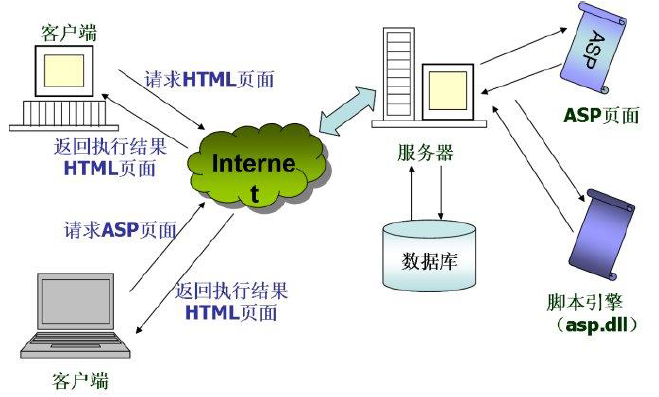 客户端
请求HTML页面
返回执行结果
HTML页面
Interne
t
服务器
ASP
ASP页面
请求ASP页面
返回执行结果
HTML页面
数据库
脚本引擎
（asp.dll）
客户端